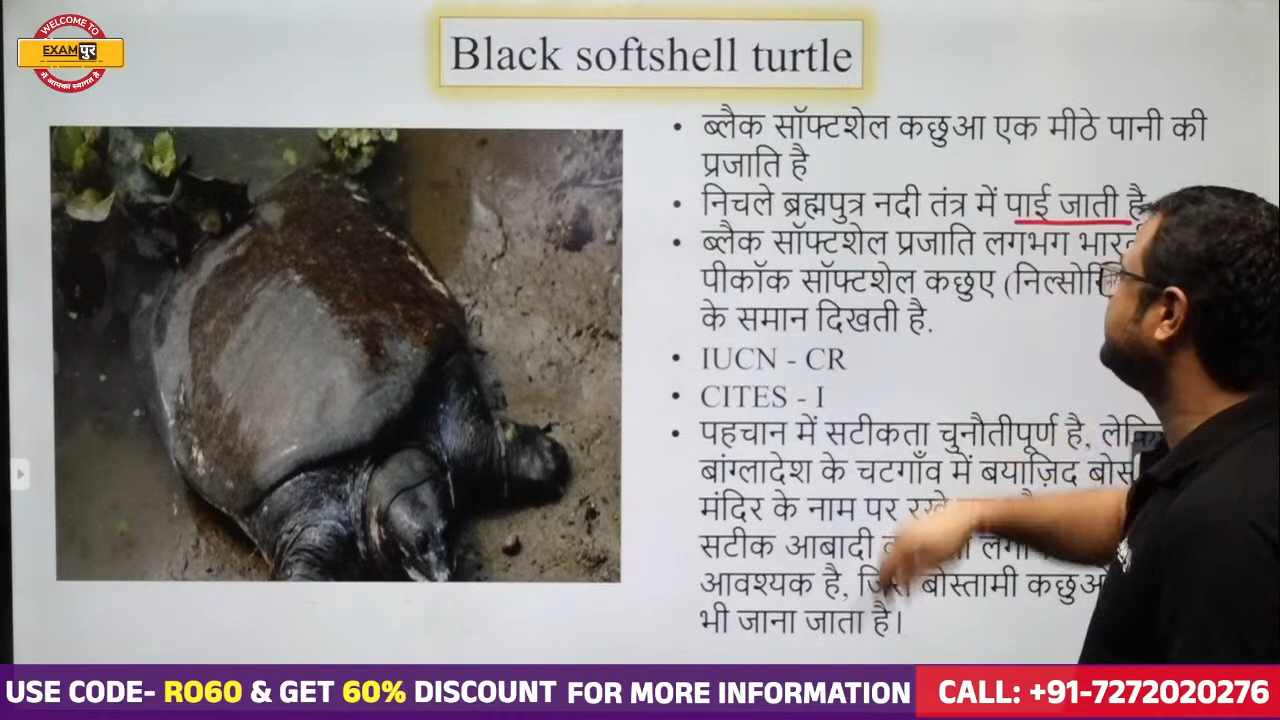 WELCOME TO
EXAMपुर
में आपका स्वागत है
Black softshell turtle
• ब्लैक सॉफ्टशेल कछुआ एक मीठे पानी की
प्रजाति है
• निचले ब्रह्मपुत्र नदी तंत्र में पाई जाती है
• ब्लैक सॉफ्टशेल प्रजाति लगभग
पीकॉक सॉफ्टशेल कछुए
के समान दिखती है.
• IUCN - CR
• CITES - I
• पहचान में सटीकता चुनौतीपूर्ण है,
बांग्लादेश के चटगाँव में बयाज़िद
मंदिर के नाम पर
सटीक आबादी
आवश्यक है, बोस्तामी
भी जाना जाता है।
USE CODE- RO60 & GET 60% DISCOUNT FOR MORE INFORMATION CALL: +91-7272020276